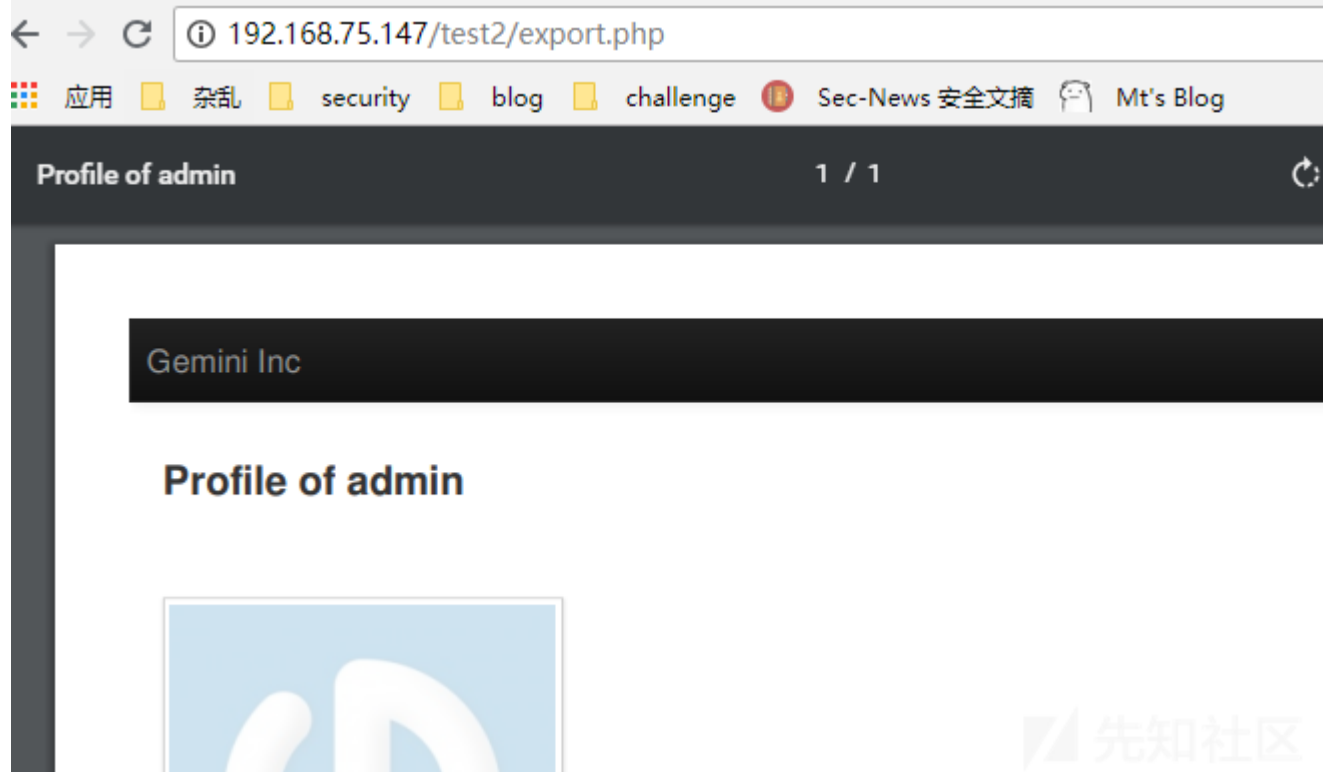 192.168.75.147/test2/export.php
应用 杂乱 security blog challenge Sec-News 安全文摘 Mt's Blog
Profile of admin 1 / 1
Gemini Inc
Profile of admin
先知社区